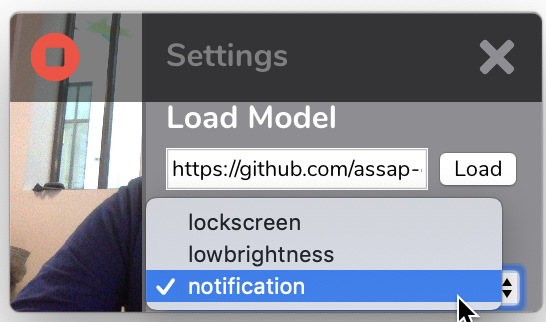 Settings
Load Model
https://github.com/assap-
Load
lockscreen
lowbrightness
notification